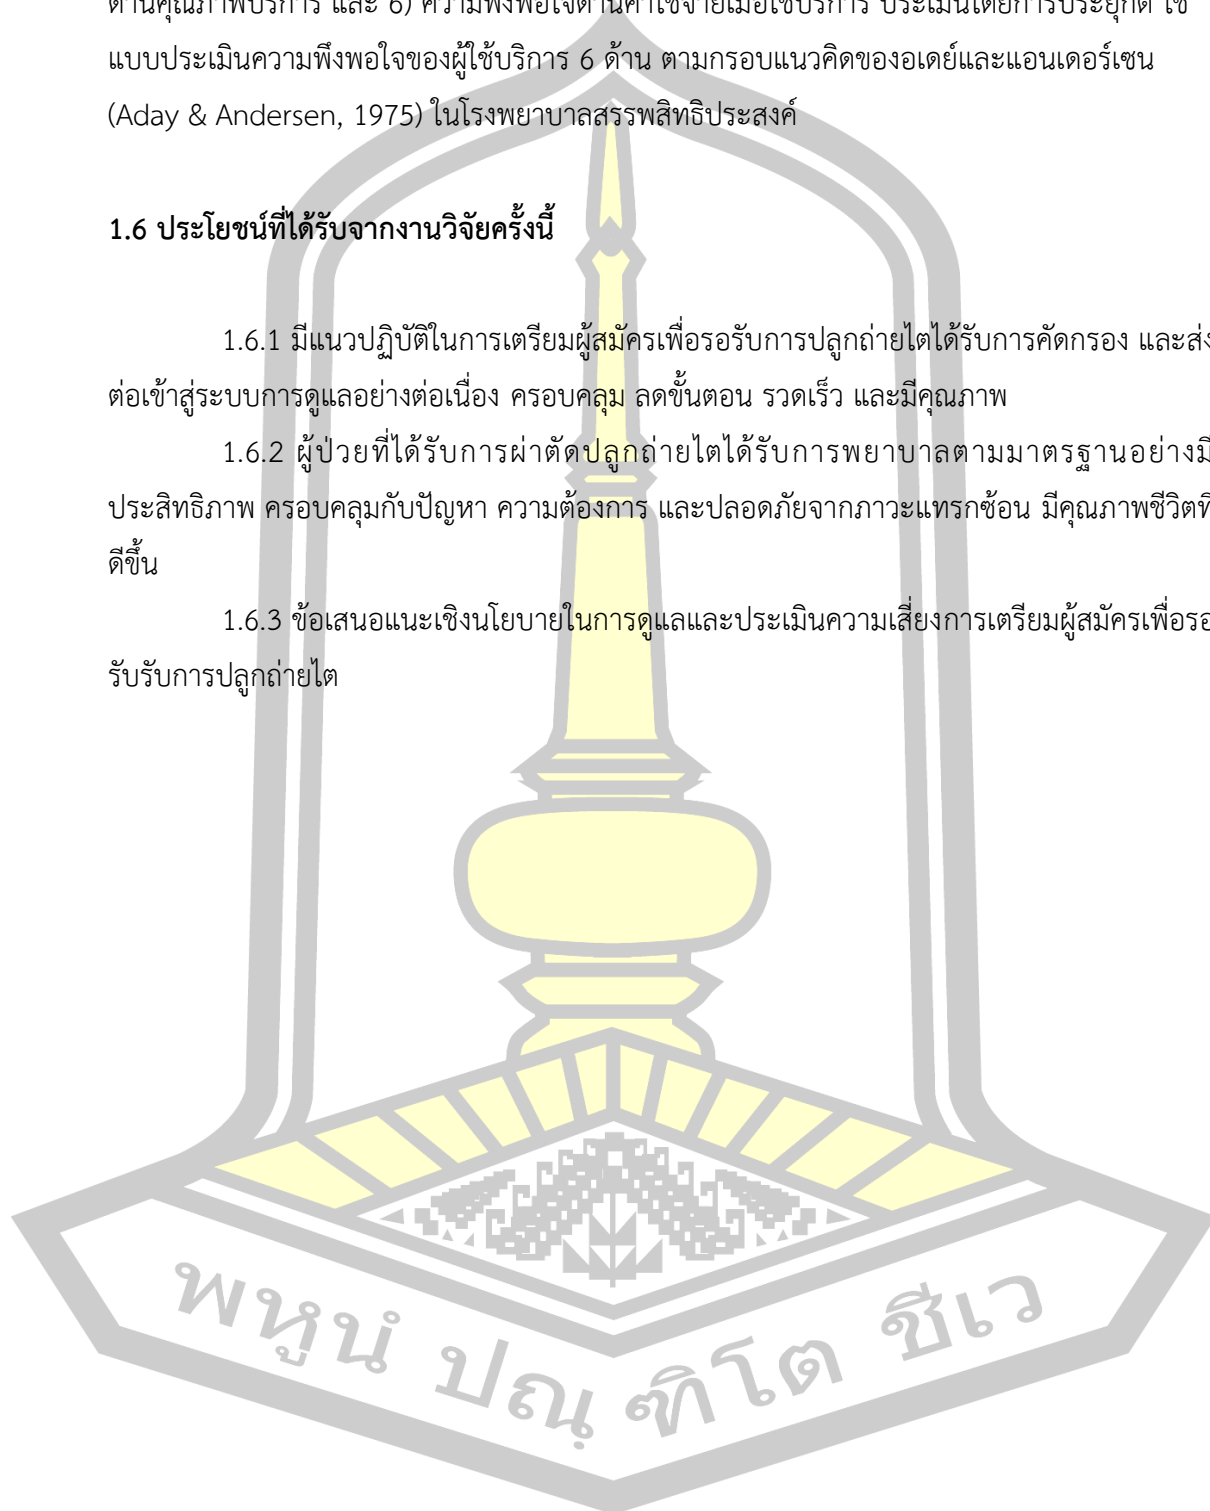 ด้านคุณภาพบริการ และ 6) ความพึงพอใจด้านค่าใช้จ่ายเมื่อใช้บริการ ประเมินโดยการประยุกต์ ใช้
แบบประเมินความพึงพอใจของผู้ใช้บริการ 6 ด้าน ตามกรอบแนวคิดของอเดย์และแอนเดอร์เซน
(Aday & Andersen, 1975) ในโรงพยาบาลสรรพสิทธิประสงค์
1.6 ประโยชน์ที่ได้รับจากงานวิจัยครั้งนี้
1.6.1 มีแนวปฏิบัติในการเตรียมผู้สมัครเพื่อรอรับการปลูกถ่ายไตได้รับการคัดกรอง และส่ง
ต่อเข้าสู่ระบบการดูแลอย่างต่อเนื่อง ครอบคลุม ลดขั้นตอน รวดเร็ว และมีคุณภาพ
1.6.2 ผู้ป่วยที่ได้รับการผ่าตัดปลูกถ่ายไตได้รับการพยาบาลตามมาตรฐานอย่างมี
ประสิทธิภาพ ครอบคลุมกับปัญหา ความต้องการ และปลอดภัยจากภาวะแทรกซ้อน มีคุณภาพชีวิตที่
ดีขึ้น
1.6.3 ข้อเสนอแนะเชิงนโยบายในการดูแลและประเมินความเสี่ยงการเตรียมผู้สมัครเพื่อรอ
รับรับการปลูกถ่ายไต
พหูนํ ปณฺฑิโต ชีเว